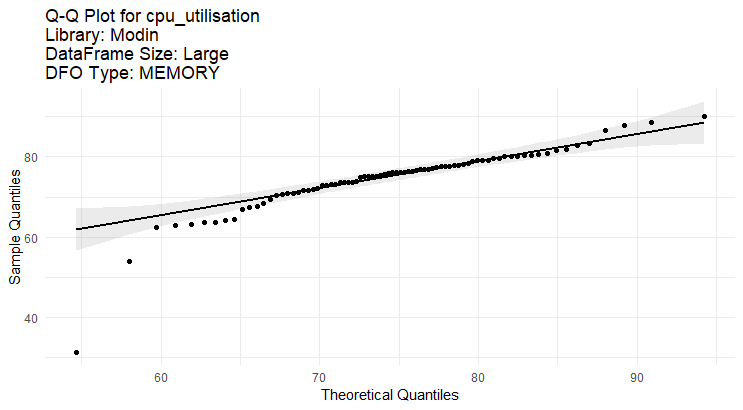 Q-Q Plot for cpu_utilisation
Library: Modin
DataFrame Size: Large
DFO Type: MEMORY
Sample Quantiles
80
60
40
60
70
80
90
Theoretical Quantiles